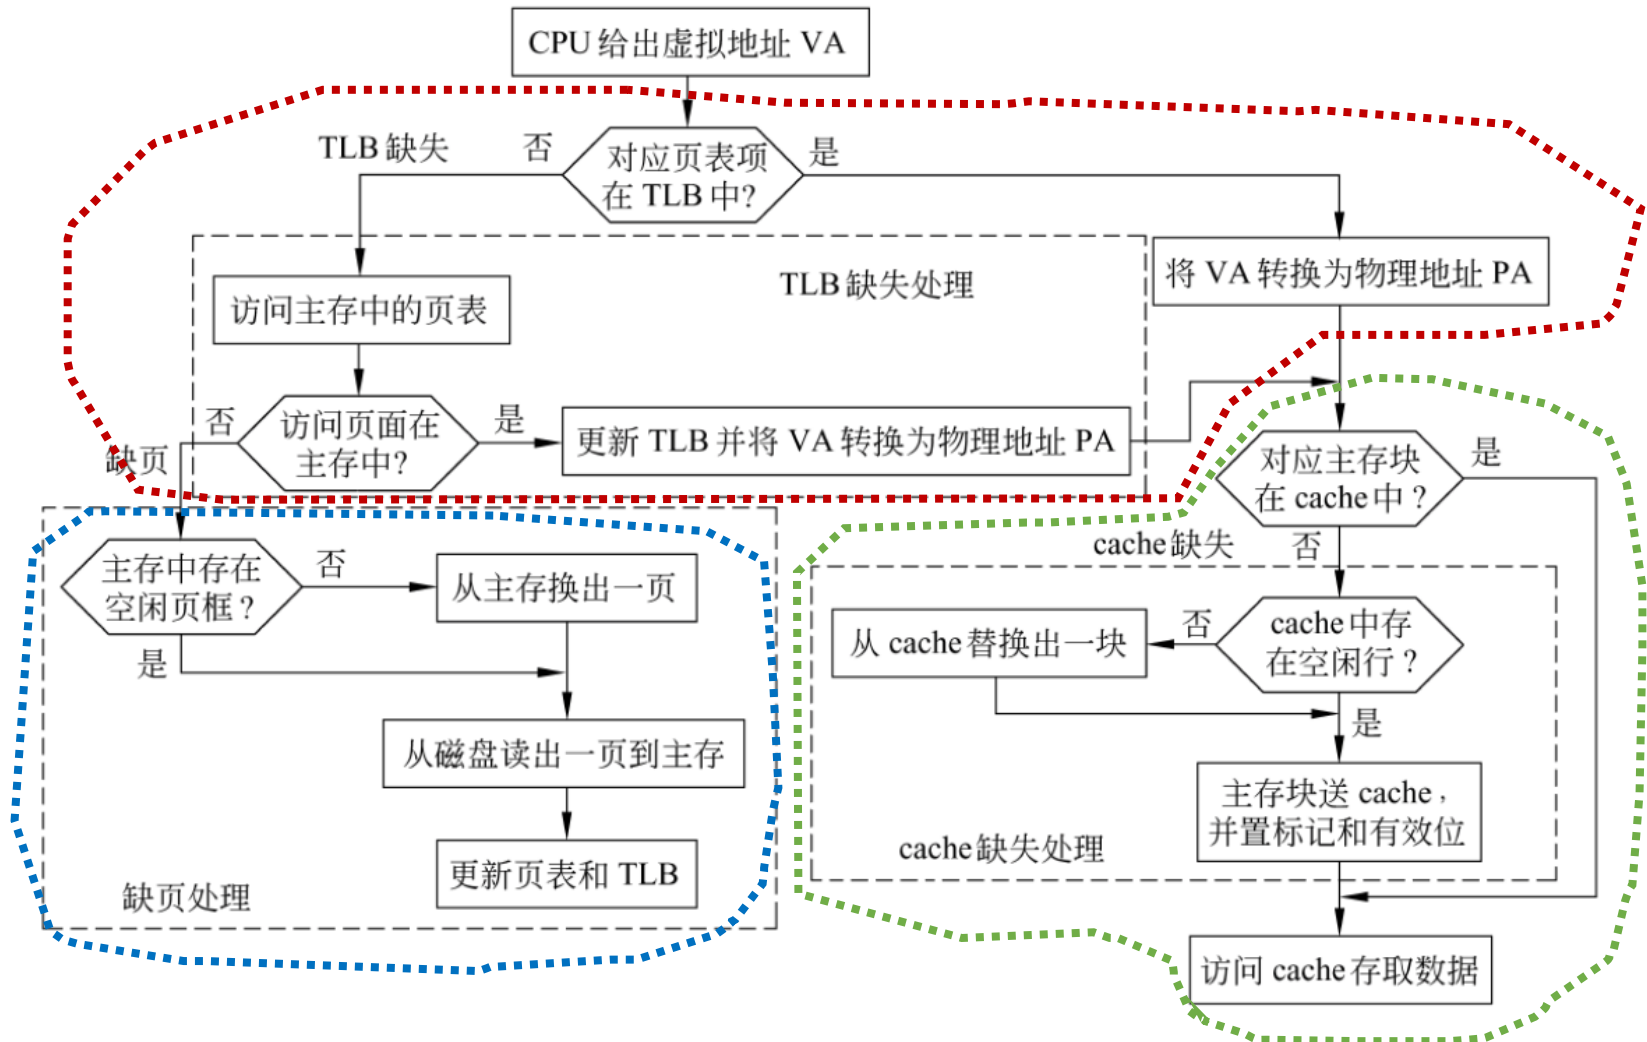 CPU 给出虚拟地址 VA
TLB 缺失
否
对应页表项
在 TLB 中?
是
TLB 缺失处理
将 VA 转换为物理地址 PA
访问主存中的页表
否
缺页
访问页面在
主存中?
是
更新 TLB 并将 VA 转换为物理地址 PA
对应主存块
在 cache 中 ?
是
cache 缺失
否
主存中存在
空闲页框 ?
否
从主存换出一页
是
从磁盘读出一页到主存
更新页表和 TLB
缺页处理
从 cache 替换出一块
否
cache 中存
在空闲行 ?
是
主存块送 cache，
并置标记和有效位
cache 缺失处理
访问 cache 存取数据